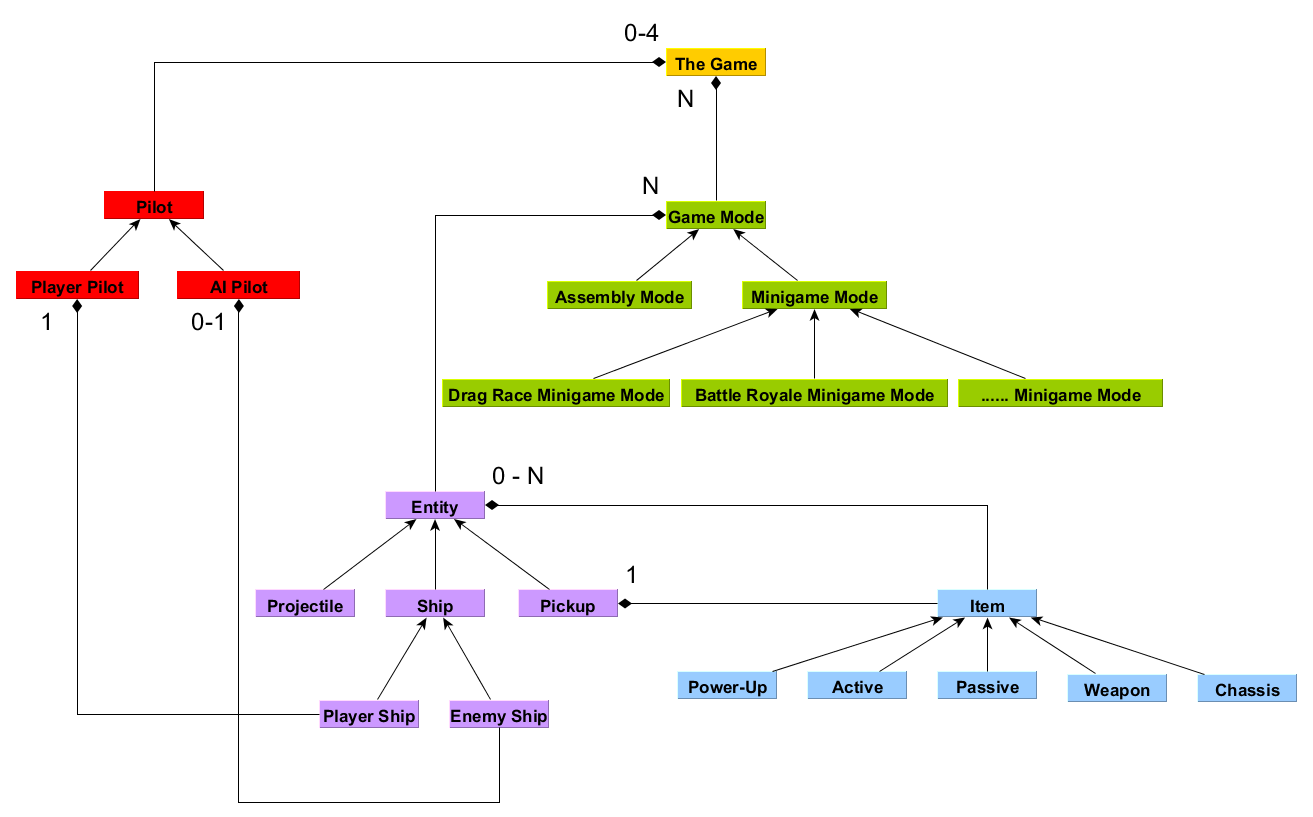 0-4
The Game
N
N
Pilot
Game Mode
Player Pilot
AI Pilot
Assembly Mode
Minigame Mode
1
0-1
Drag Race Minigame Mode
Battle Royale Minigame Mode
...... Minigame Mode
0 - N
Entity
1
Projectile
Ship
Pickup
Item
Power-Up
Active
Passive
Weapon
Chassis
Player Ship
Enemy Ship